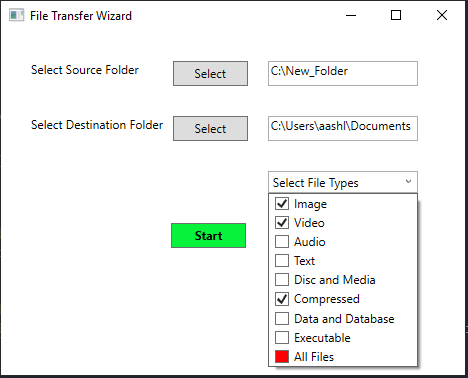 File Transfer Wizard
Select Source Folder Select C:\New_Folder
Select Destination Folder Select C:\Users\aashl\Documents
Select File Types
Image
Video
Audio
Text
Disc and Media
Start
Compressed
Data and Database
Executable
All Files